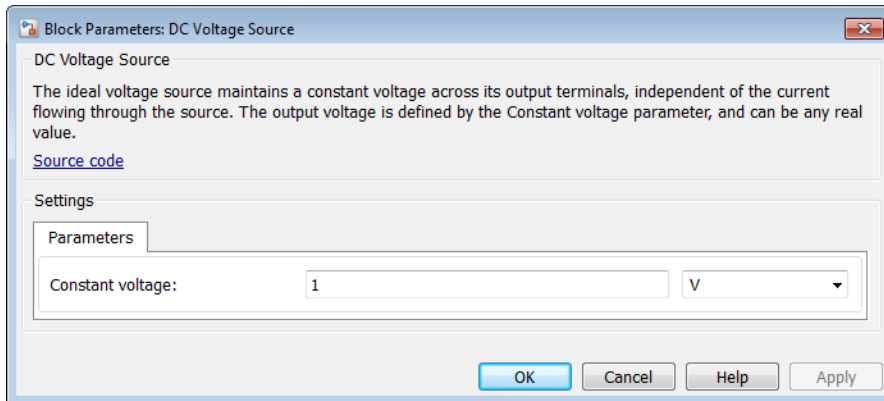 Block Parameters: DC Voltage Source
DC Voltage Source
The ideal voltage source maintains a constant voltage across its output terminals, independent of the current
flowing through the source. The output voltage is defined by the Constant voltage parameter, and can be any real
value.
Source code
Settings
Parameters
Constant voltage: 1 V
OK Cancel Help Apply